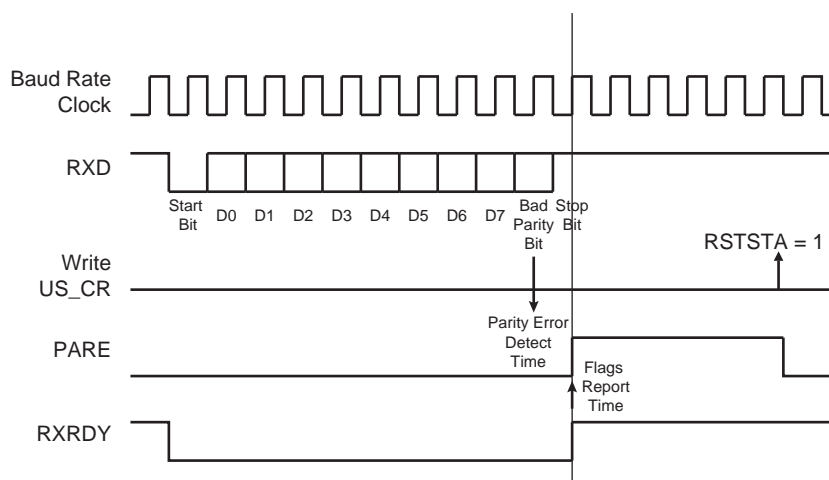 Baud Rate
Clock
RXD
Start
Bit
D0
D1
D2
D3
D4
D5
D6
D7
Bad
Parity
Bit
Stop
Bit
RSTSTA = 1
Write
US_CR
Parity Error
Detect
Time
PARE
Flags
Report
Time
RXRDY